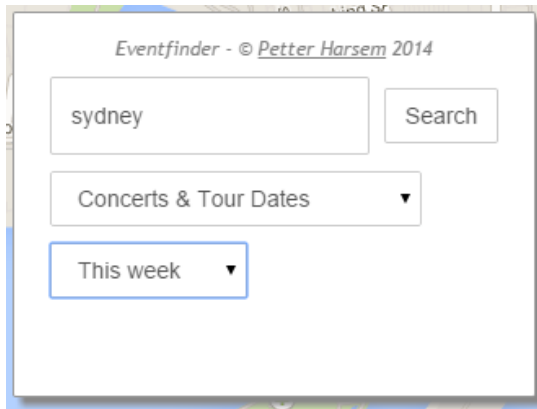 Eventfinder - © Petter Harsem 2014
sydney
Search
Concerts & Tour Dates
This week